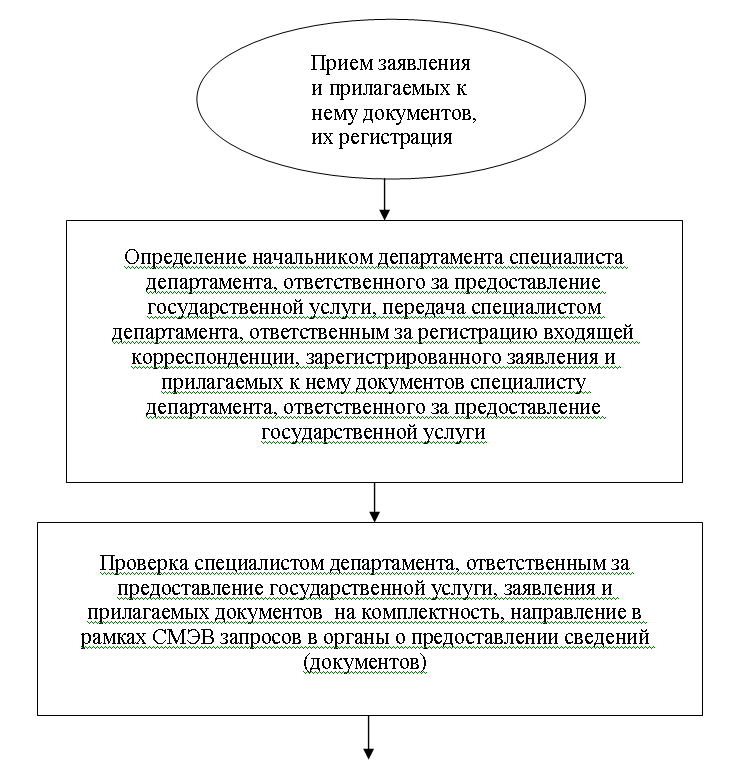 Прием заявления
и прилагаемых к
нему документов,
их регистрация
Определение начальником департамента специалиста
департамента, ответственного за предоставление
государственной услуги, передача специалистом
департамента, ответственным за регистрацию входящей
корреспонденции, зарегистрированного заявления и
прилагаемых к нему документов специалисту
департамента, ответственного за предоставление
государственной услуги
Проверка специалистом департамента, ответственным за
предоставление государственной услуги, заявления и
прилагаемых документов  на комплектность, направление в
рамках СМЭВ запросов в органы о предоставлении сведений
(документов)